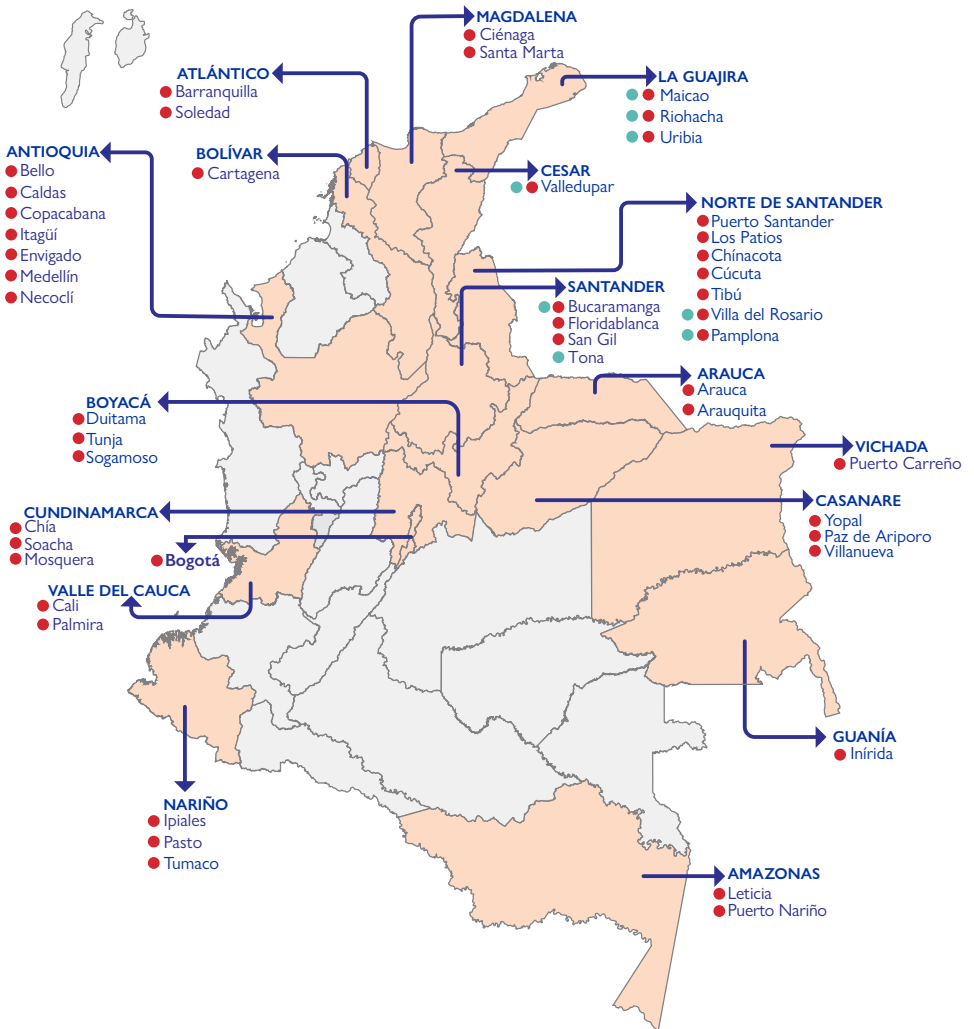 MAGDALENA
Ciénaga
Santa Marta
ATLÁNTICO
Barranquilla
Soledad
LA GUAJIRA
Maicao
Riohacha
Uribia
ANTIOQUIA
Bello
Caldas
Copacabana
Itagüí
Envigado
Medellín
Necoclí
BOLÍVAR
Cartagena
CESAR
Valledupar
NORTE DE SANTANDER
Puerto Santander
Los Patios
Chínacota
Cúcuta
Tibú
Villa del Rosario
Pamplona
SANTANDER
Bucaramanga
Floridablanca
San Gil
Tona
ARAUCA
Arauca
Arauquita
BOYACÁ
Duitama
Tunja
Sogamoso
VICHADA
Puerto Carreño
CASANARE
Yopal
Paz de Ariporo
Villanueva
CUNDINAMARCA
Chía
Soacha
Mosquera
Bogotá
VALLE DEL CAUCA
Cali
Palmira
GUANÍA
Inírida
NARIÑO
Ipiales
Pasto
Tumaco
AMAZONAS
Leticia
Puerto Nariño